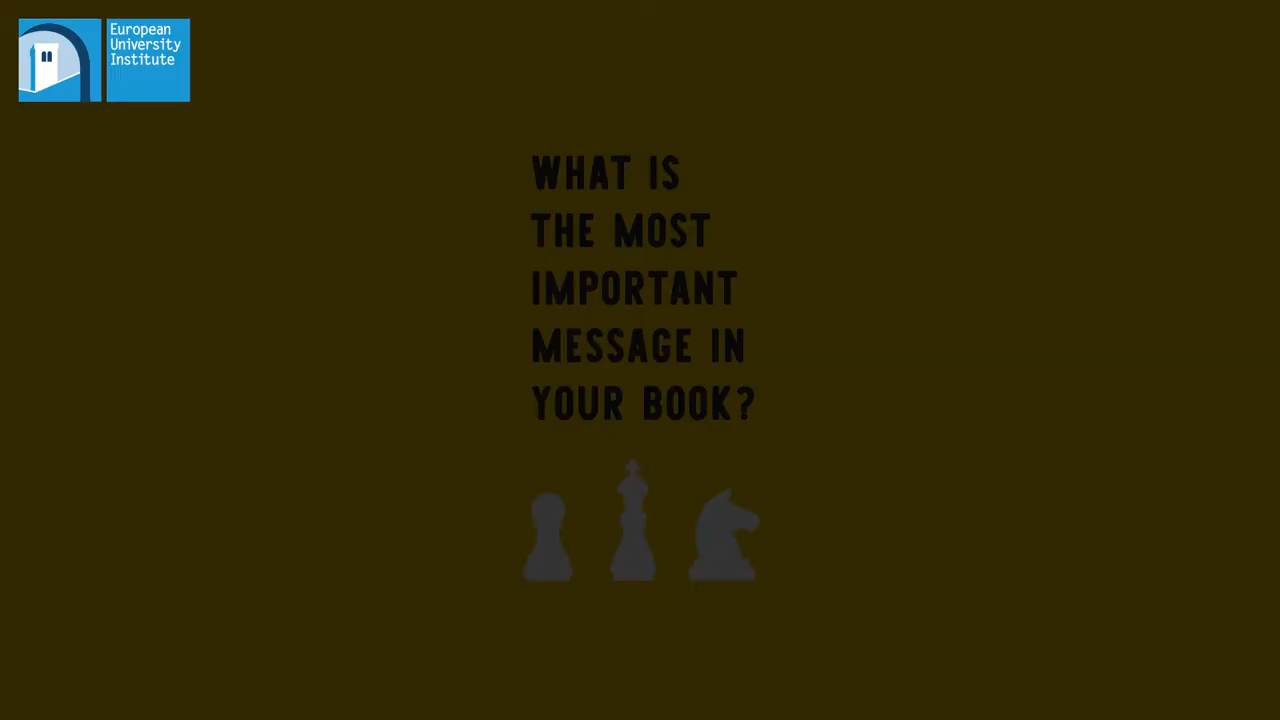 European
University
Institute
WHAT IS
THE MOST
IMPORTANT
MESSAGE IN
YOUR BOOK?